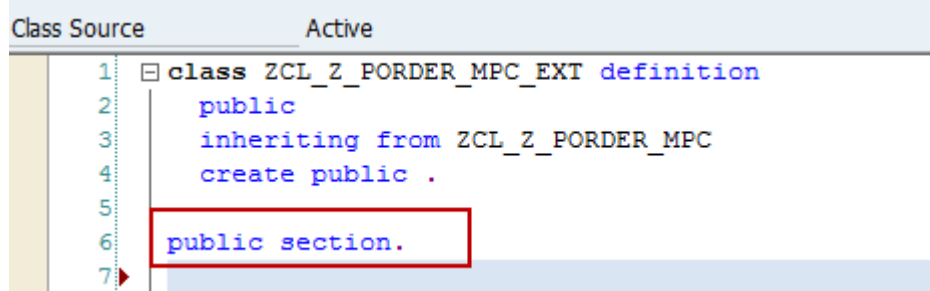 Class Source Active
1 class ZCL_Z_PORDER_MPC_EXT definition
2 public
3 inheriting from ZCL_Z_PORDER_MPC
4 create public .
5
6 public section.
7